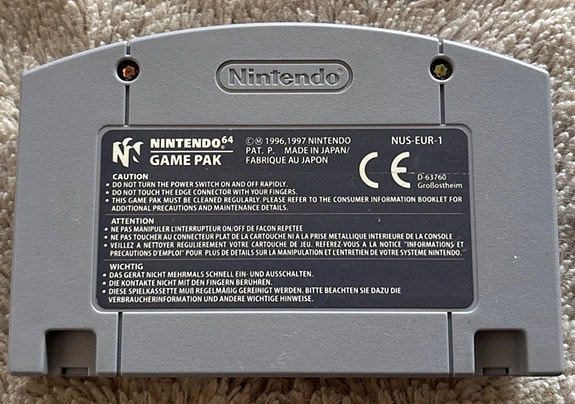 Nintendo
NINTENDO64
GAME PAK
© Ⓜ 1996,1997 NINTENDO
PAT. P. MADE IN JAPAN/
FABRIQUE AU JAPON
NUS-EUR-1
CE
D-63760
Großostheim
CAUTION
• DO NOT TURN THE POWER SWITCH ON AND OFF RAPIDLY.
• DO NOT TOUCH THE EDGE CONNECTOR WITH YOUR FINGERS.
• THIS GAME PAK MUST BE CLEANED REGULARLY. PLEASE REFER TO THE CONSUMER INFORMATION BOOKLET FOR
ADDITIONAL PRECAUTIONS AND MAINTENANCE DETAILS.
ATTENTION
• NE PAS MANIPULER L'INTERRUPTEUR ON/OFF DE FACON REPETEE
• NE PAS TOUCHER AU CONNECTEUR PLAT DE LA CARTOUCHE NI A LA PRISE METALLIQUE INTERIEURE DE LA CONSOLE
• VEILLEZ A NETTOYER REGULIEREMENT VOTRE CARTOUCHE DE JEU. REFEREZ-VOUS A LA NOTICE "INFORMATIONS ET
PRECAUTIONS D'EMPLOI" POUR PLUS DE DETAILS SUR LA MANIPULATION ET L'ENTRETIEN DE VOTRE SYSTEME NINTENDO.
WICHTIG
• DAS GERÄT NICHT MEHRMALS SCHNELL EIN- UND AUSSCHALTEN.
• DIE KONTAKTE NICHT MIT DEN FINGERN BERÜHREN.
• DIESE SPIELKASSETTE MUß REGELMÄßIG GEREINIGT WERDEN. BITTE BEACHTEN SIE DAZU DIE
VERBRAUCHERINFORMATION UND ANDERE WICHTIGE HINWEISE.